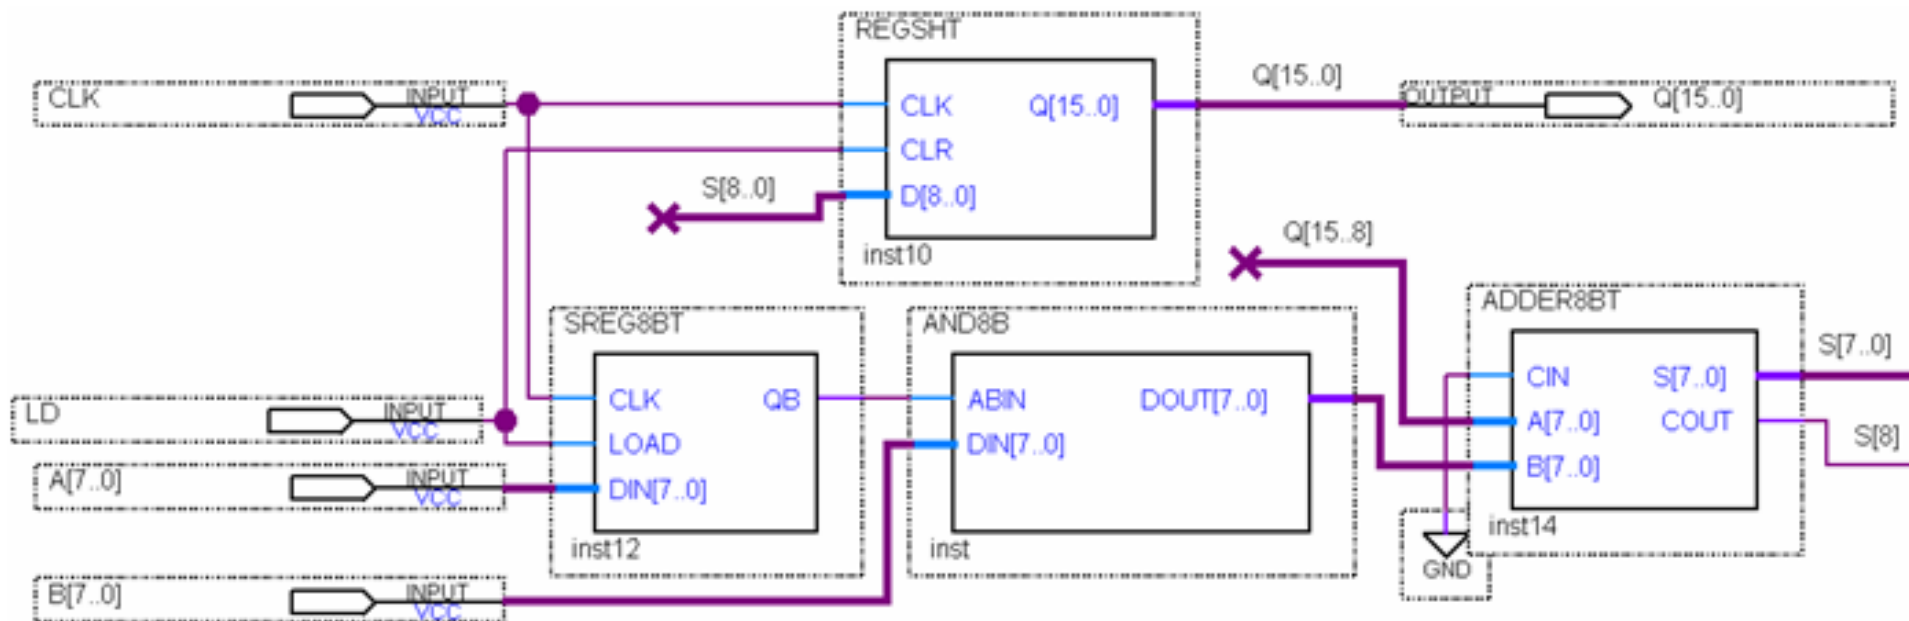 REGSHT
CLK
INPUT
VCC
CLK
Q[15..0]
Q[15..0]
OUTPUT
Q[15..0]
CLR
S[8..0]
D[8..0]
inst10
Q[15..8]
SREG8BT
AND8B
ADDER8BT
LD
INPUT
VCC
CLK
QB
ABIN
DOUT[7..0]
CIN
S[7..0]
S[7..0]
LOAD
DIN[7..0]
A[7..0]
COUT
S[8]
A[7..0]
INPUT
VCC
DIN[7..0]
B[7..0]
inst12
inst
inst14
GND
B[7..0]
INPUT
VCC